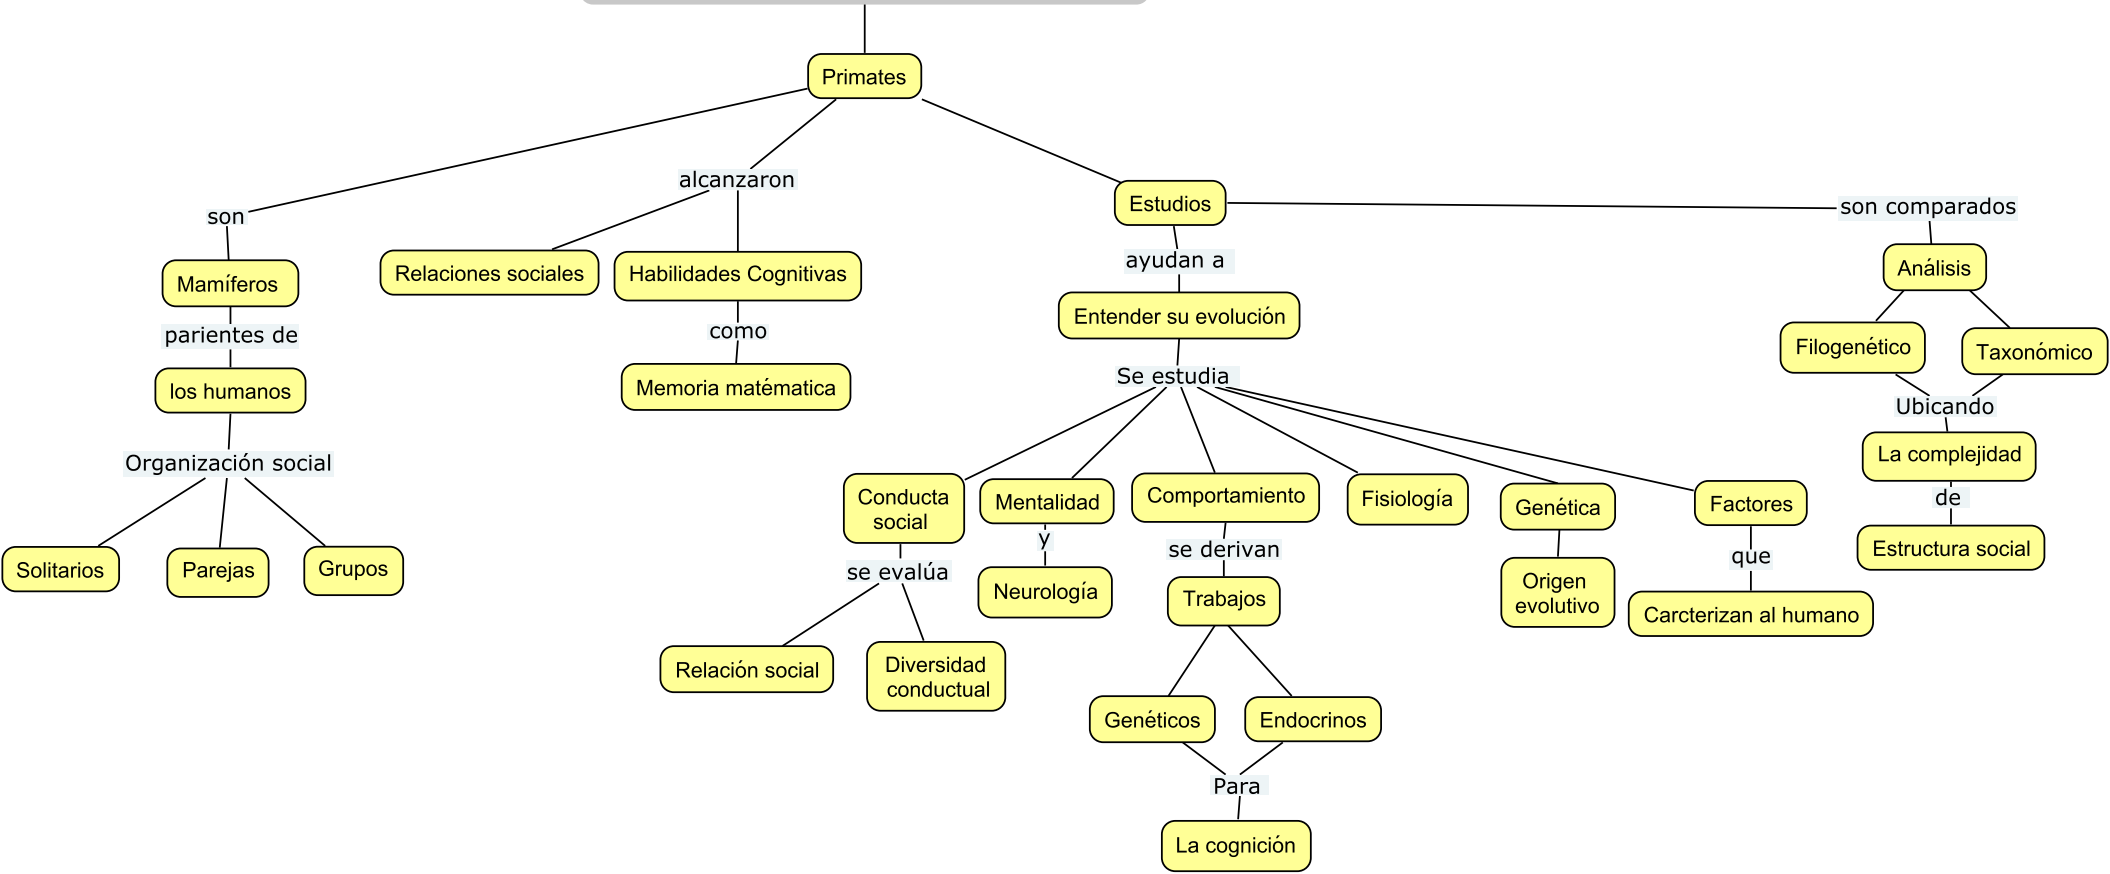 Primates
son
Mamíferos
parientes de
los humanos
Organización social
Solitarios
Parejas
Grupos
alcanzaron
Relaciones sociales
Habilidades Cognitivas
como
Memoria matématica
Estudios
ayudan a
Entender su evolución
Se estudia
Conducta
social
se evalúa
Relación social
Diversidad
conductual
Mentalidad
y
Neurología
Comportamiento
se derivan
Trabajos
Genéticos
Endocrinos
Para
La cognición
Fisiología
Genética
Origen
evolutivo
Factores
que
Carcterizan al humano
son comparados
Análisis
Filogenético
Taxonómico
Ubicando
La complejidad
de
Estructura social